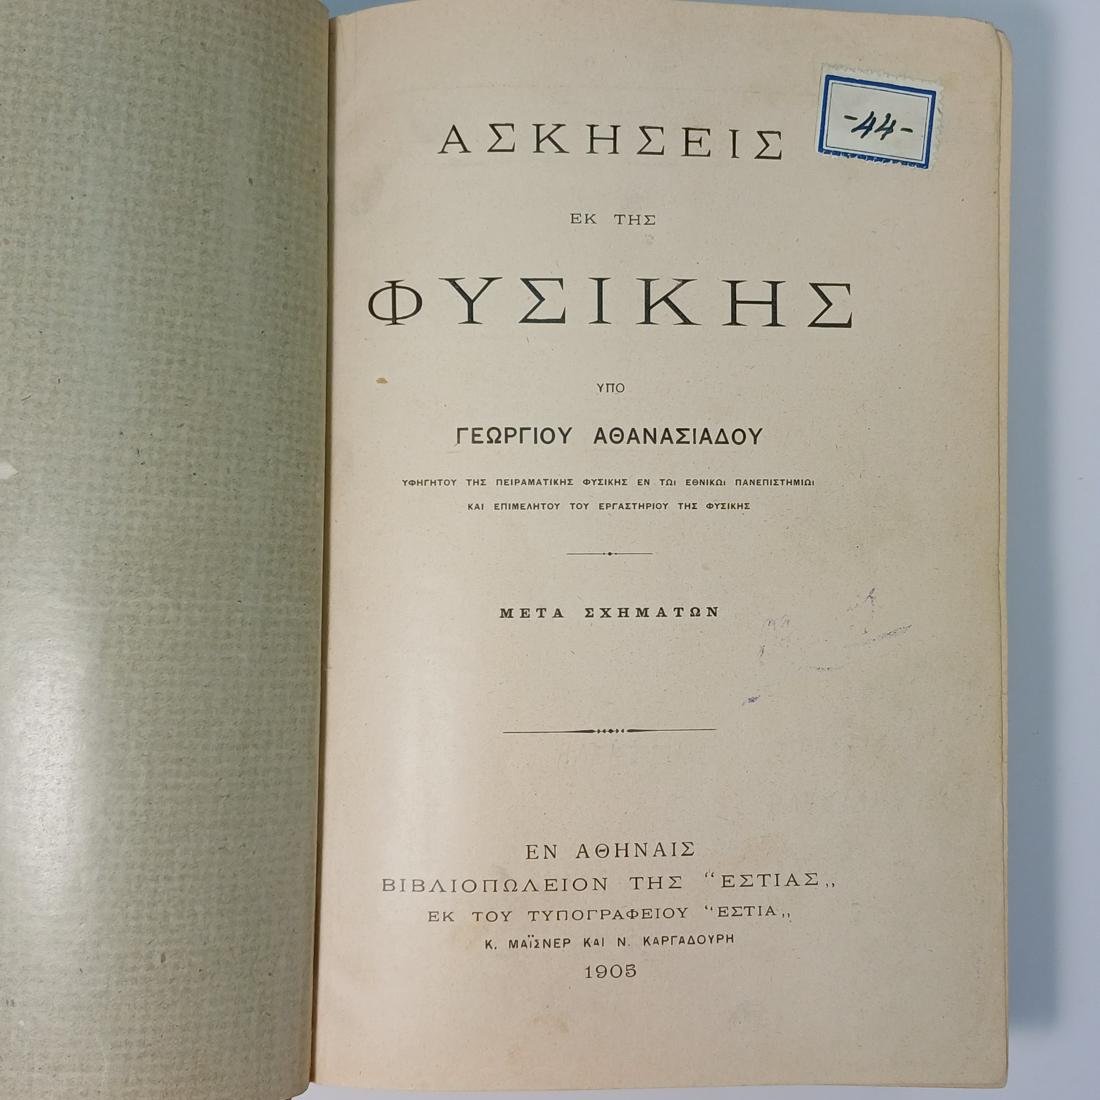 ΑΣΚΗΣΕΙΣ
-44-
ΕΚ ΤΗΣ
ΦΥΣΙΚΗΣ
ΥΠΟ
ΓΕΩΡΓΙΟΥ ΑΘΑΝΑΣΙΑΔΟΥ
ΥΦΗΓΗΤΟΥ ΤΗΣ ΠΕΙΡΑΜΑΤΙΚΗΣ ΦΥΣΙΚΗΣ ΕΝ ΤΩι ΕΘΝΙΚΩι ΠΑΝΕΠΙΣΤΗΜΙΩι
ΚΑΙ ΕΠΙΜΕΛΗΤΟΥ ΤΟΥ ΕΡΓΑΣΤΗΡΙΟΥ ΤΗΣ ΦΥΣΙΚΗΣ
ΜΕΤΑ ΣΧΗΜΑΤΩΝ
ΕΝ ΑΘΗΝΑΙΣ
ΒΙΒΛΙΟΠΩΛΕΙΟΝ ΤΗΣ “ΕΣΤΙΑΣ„
ΕΚ ΤΟΥ ΤΥΠΟΓΡΑΦΕΙΟΥ “ΕΣΤΙΑ„
Κ. ΜΑΪΣΝΕΡ ΚΑΙ Ν. ΚΑΡΓΑΔΟΥΡΗ
1905